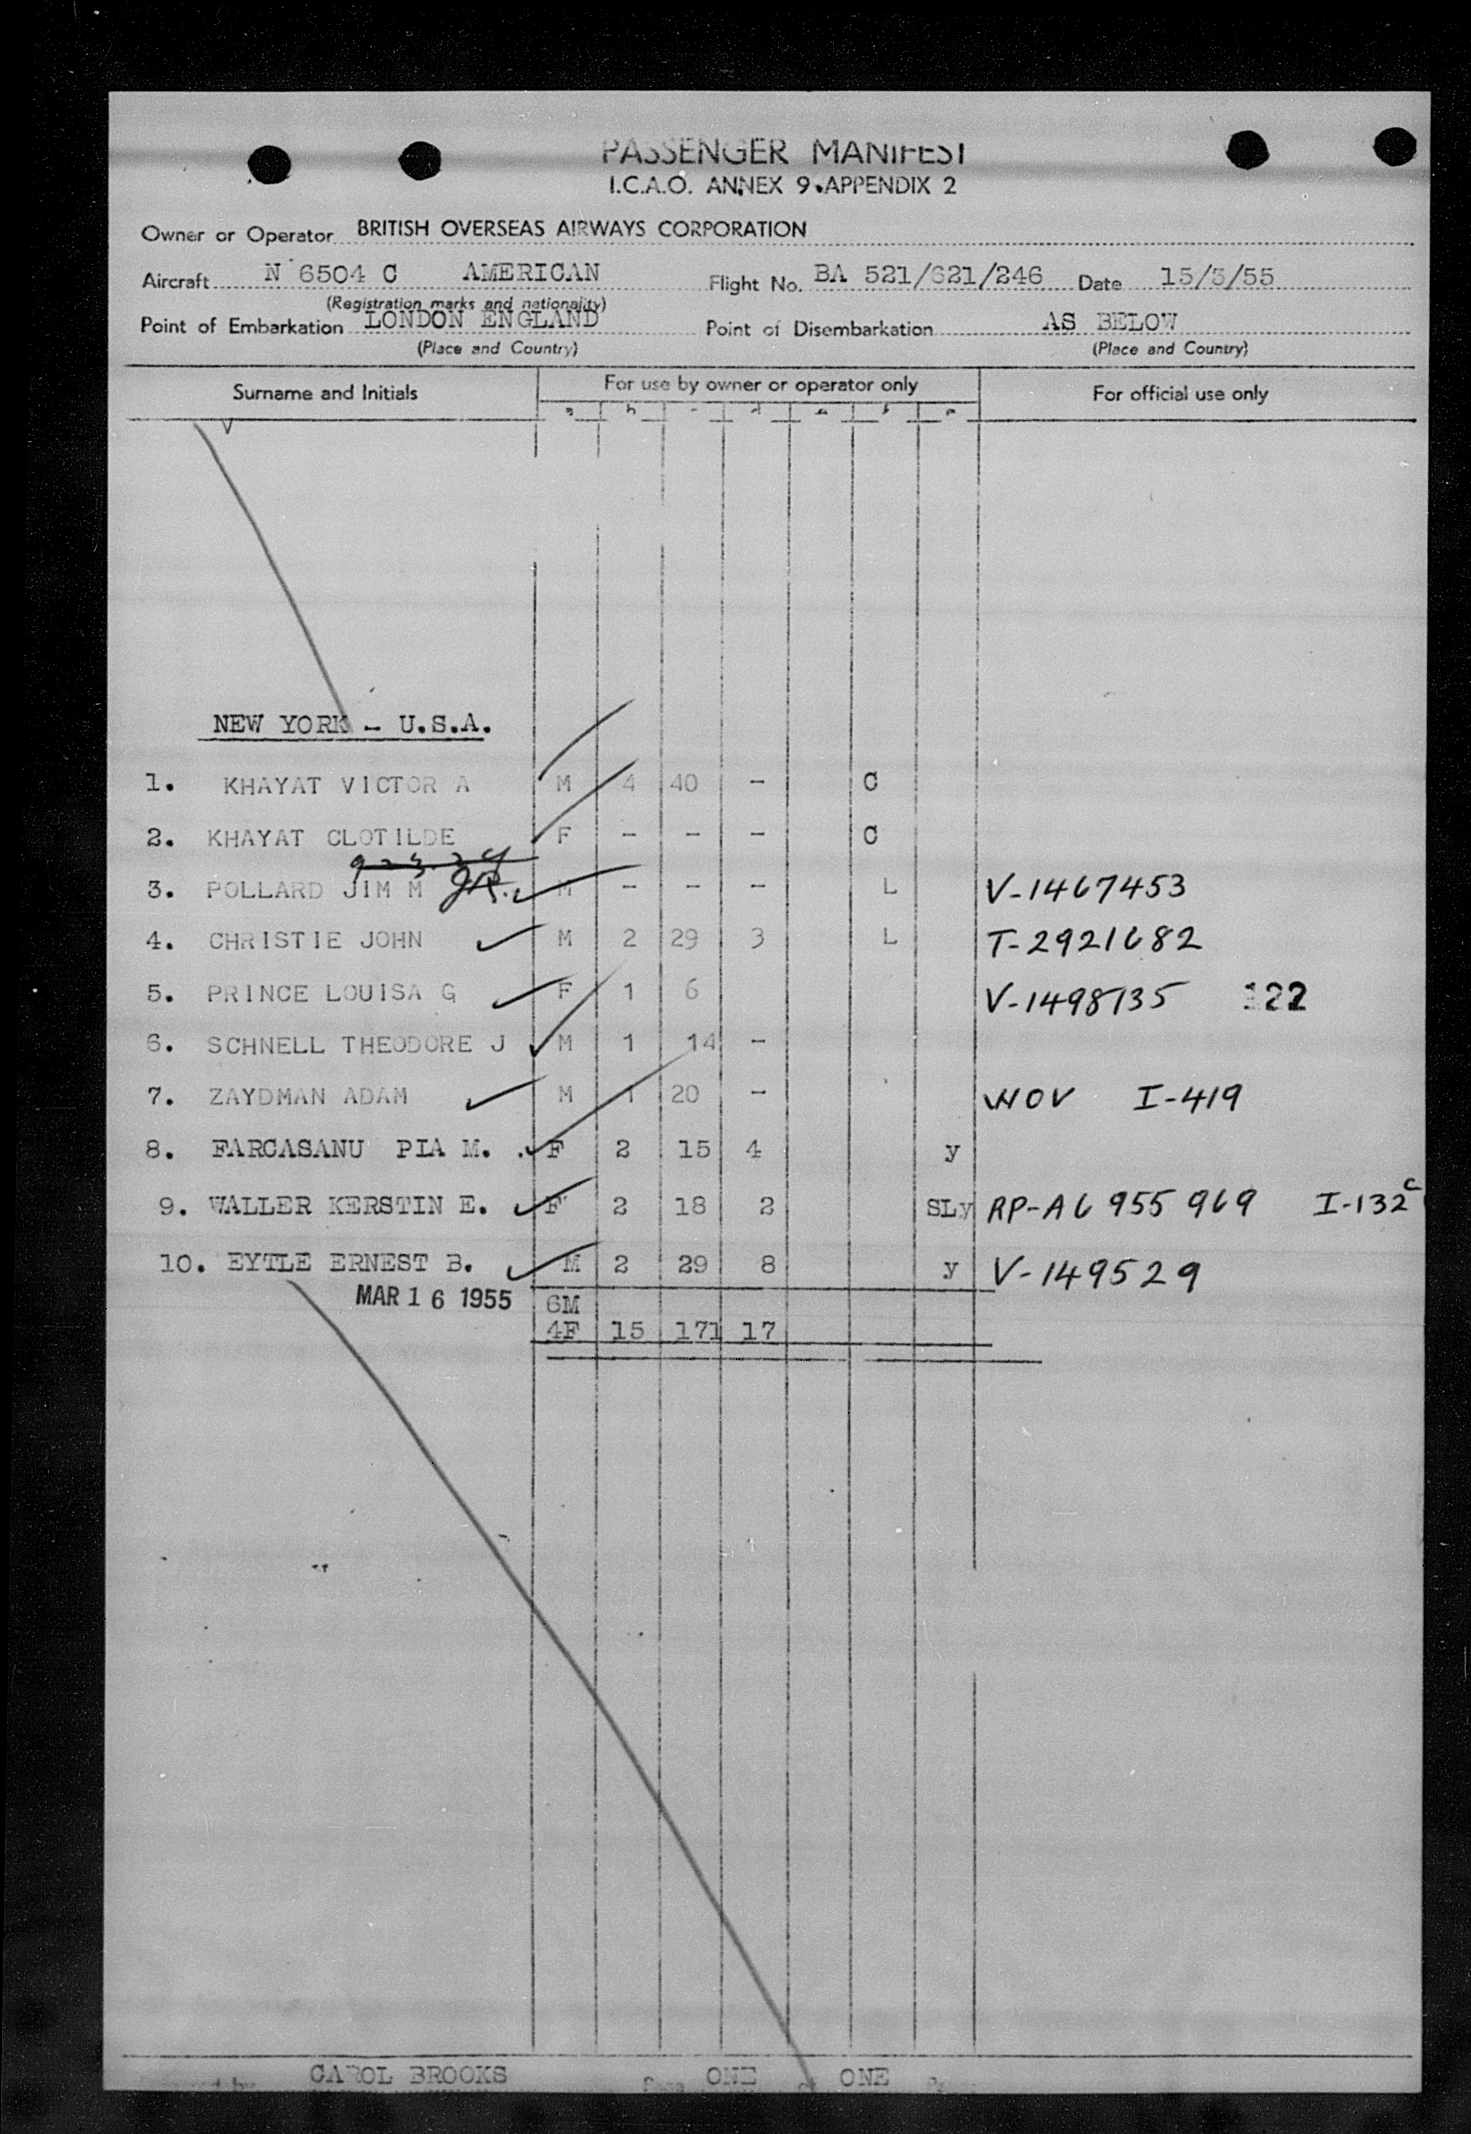 PASSENGER MANIFEST
I.C.A.O. ANNEX 9.APPENDIX 2
Owner or Operator BRITISH OVERSEAS AIRWAYS CORPORATION
Aircraft N 6504 C AMERICAN Flight No. BA 521/621/246 Date 15/3/55
(Registration marks and nationality)
Point of Embarkation LONDON ENGLAND Point of Disembarkation AS BELOW
(Place and Country) (Place and Country)
Surname and Initials For use by owner or operator only For official use only
NEW YORK - U.S.A.
1. KHAYAT VICTOR A M 4 40 - C
2. KHAYAT CLOTILDE F - - - C
3. POLLARD JIM M JR. M - - - L V-1467453
4. CHRISTIE JOHN M 2 29 3 L T-2921682
5. PRINCE LOUISA G F 1 6 V-1498135 122
6. SCHNELL THEODORE J M 1 14 -
7. ZAYDMAN ADAM M 1 20 - WOV I-419
8. FARCASANU PIA M. F 2 15 4 y
9. WALLER KERSTIN E. F 2 18 2 SLy RP-A6 955 969 I-132 C
10. EYTLE ERNEST B. M 2 29 8 y V-149529
MAR 16 1955 6M
4F 15 171 17
CAROL BROOKS ONE ONE